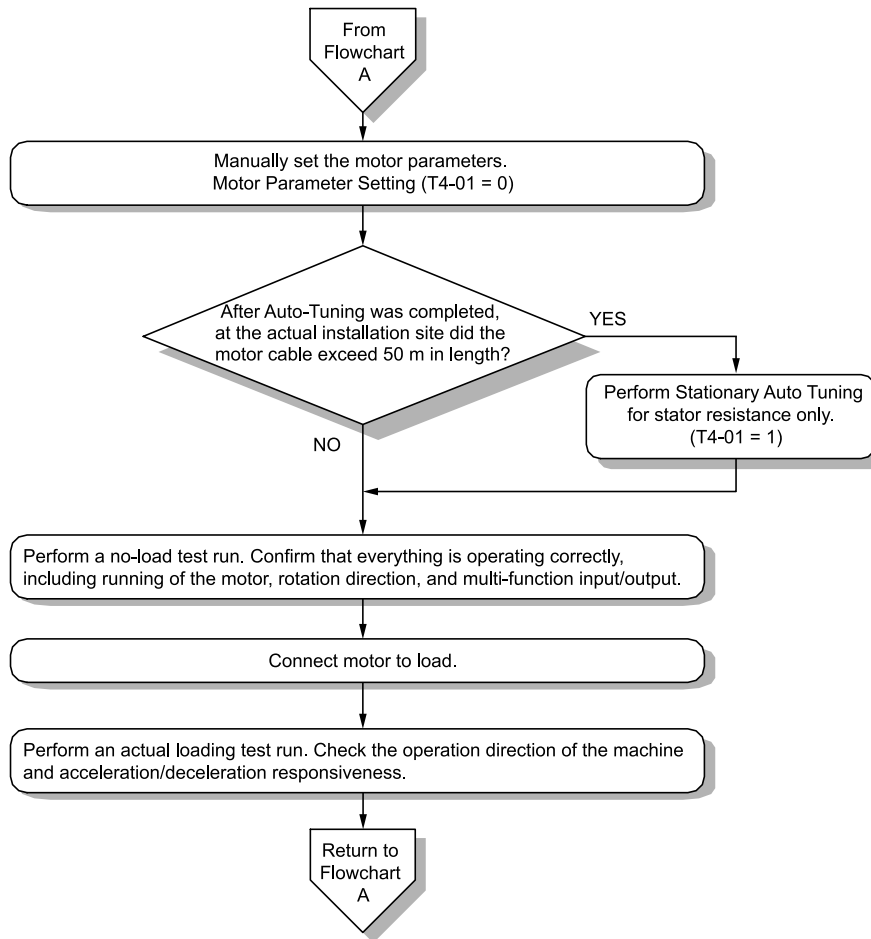 From
Flowchart
A
Manually set the motor parameters.
Motor Parameter Setting (T4-01 = 0)
After Auto-Tuning was completed,
at the actual installation site did the
motor cable exceed 50 m in length?
YES
Perform Stationary Auto Tuning
for stator resistance only.
(T4-01 = 1)
NO
Perform a no-load test run. Confirm that everything is operating correctly,
including running of the motor, rotation direction, and multi-function input/output.
Connect motor to load.
Perform an actual loading test run. Check the operation direction of the machine
and acceleration/deceleration responsiveness.
Return to
Flowchart
A